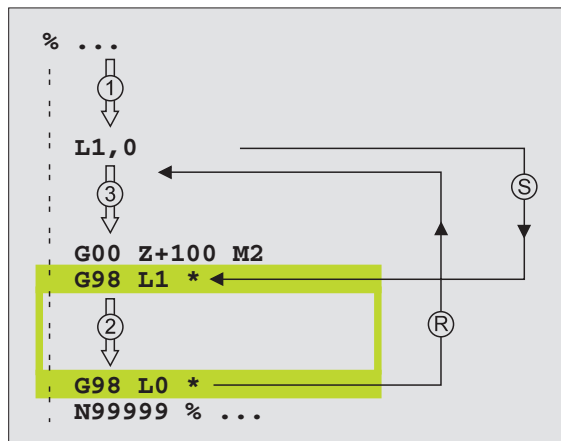 % ...
1
L1,0
S
3
G00 Z+100 M2
G98 L1 *
2
R
G98 L0 *
N99999 % ...